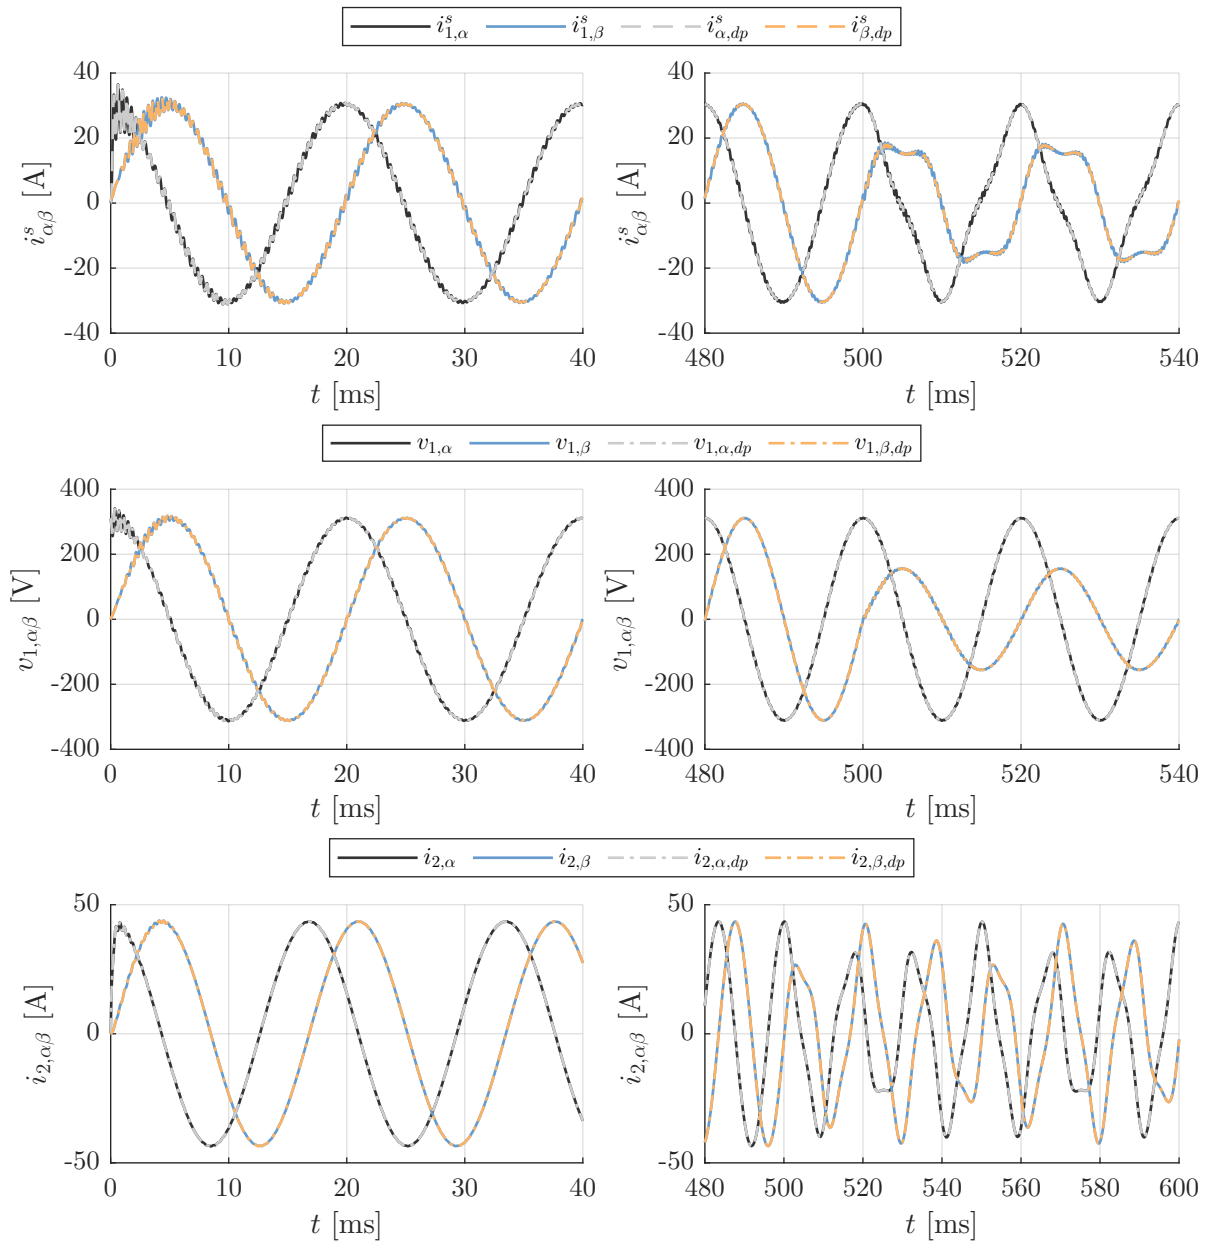 i^s_{1,α} i^s_{1,β} i^s_{α,dp} i^s_{β,dp}
40
20
0
-20
-40
i^s_{αβ} [A]
0 10 20 30 40
t [ms]
40
20
0
-20
-40
i^s_{αβ} [A]
480 500 520 540
t [ms]
v_{1,α} v_{1,β} v_{1,α,dp} v_{1,β,dp}
400
200
0
-200
-400
v_{1,αβ} [V]
0 10 20 30 40
t [ms]
400
200
0
-200
-400
v_{1,αβ} [V]
480 500 520 540
t [ms]
i_{2,α} i_{2,β} i_{2,α,dp} i_{2,β,dp}
50
0
-50
i_{2,αβ} [A]
0 10 20 30 40
t [ms]
50
0
-50
i_{2,αβ} [A]
480 500 520 540 560 580 600
t [ms]